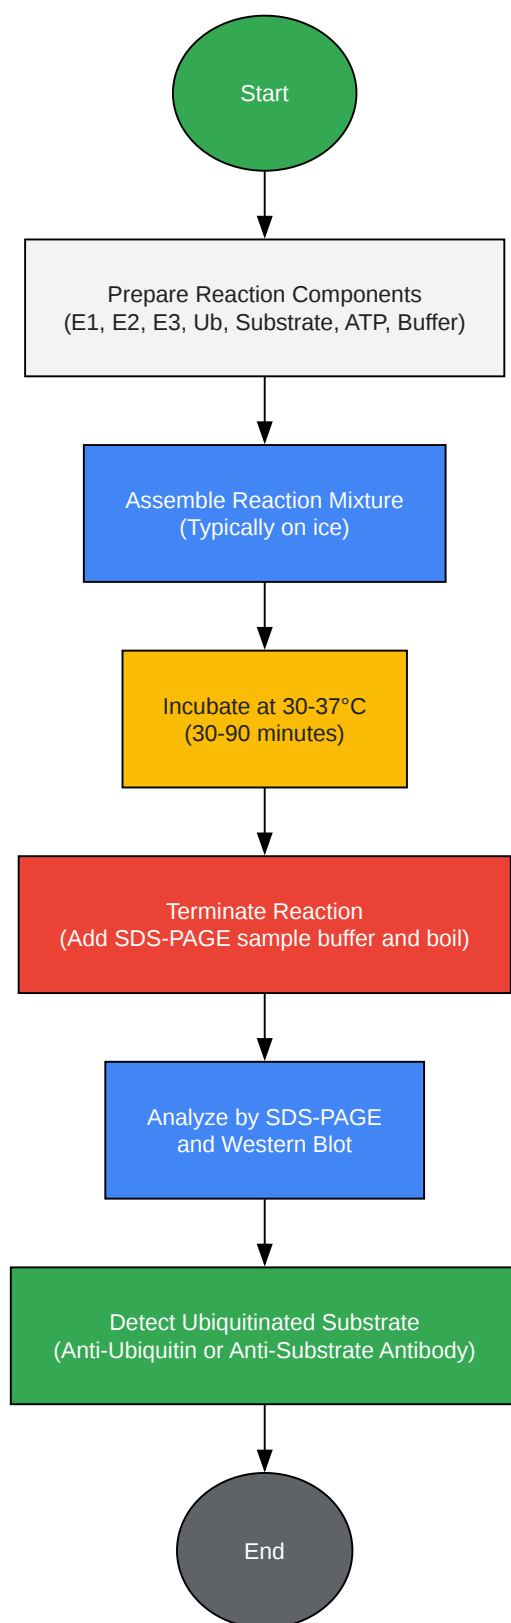 Start
Prepare Reaction Components
(E1, E2, E3, Ub, Substrate, ATP, Buffer)
Assemble Reaction Mixture
(Typically on ice)
Incubate at 30-37°C
(30-90 minutes)
Terminate Reaction
(Add SDS-PAGE sample buffer and boil)
Analyze by SDS-PAGE
and Western Blot
Detect Ubiquitinated Substrate
(Anti-Ubiquitin or Anti-Substrate Antibody)
End